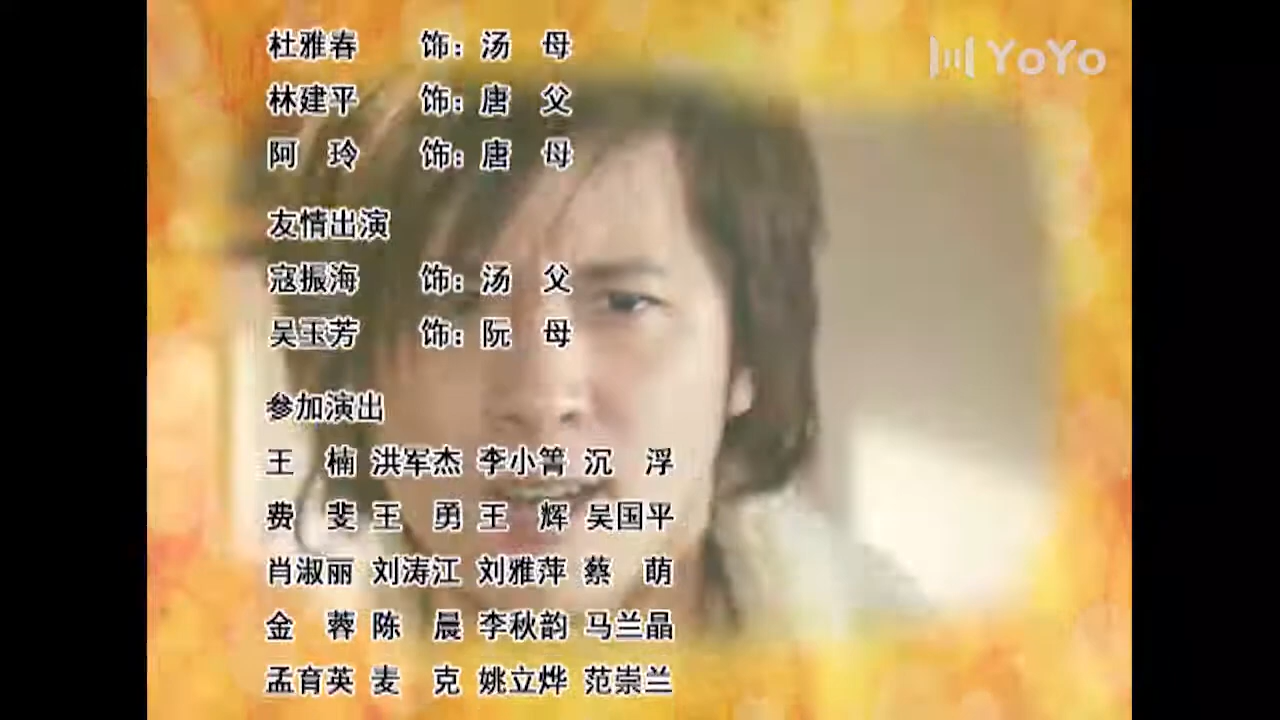 杜雅春 饰：汤 母
YoYo
林建平 饰：唐 父
阿 玲 饰：唐 母
友情出演
寇振海 饰：汤 父
吴玉芳 饰：阮 母
参加演出
王 楠 洪军杰 李小箐 沉 浮
费 斐 王 勇 王 辉 吴国平
肖淑丽 刘涛江 刘雅萍 蔡 萌
金 蓉 陈 晨 李秋韵 马兰晶
孟育英 麦 克 姚立烨 范崇兰